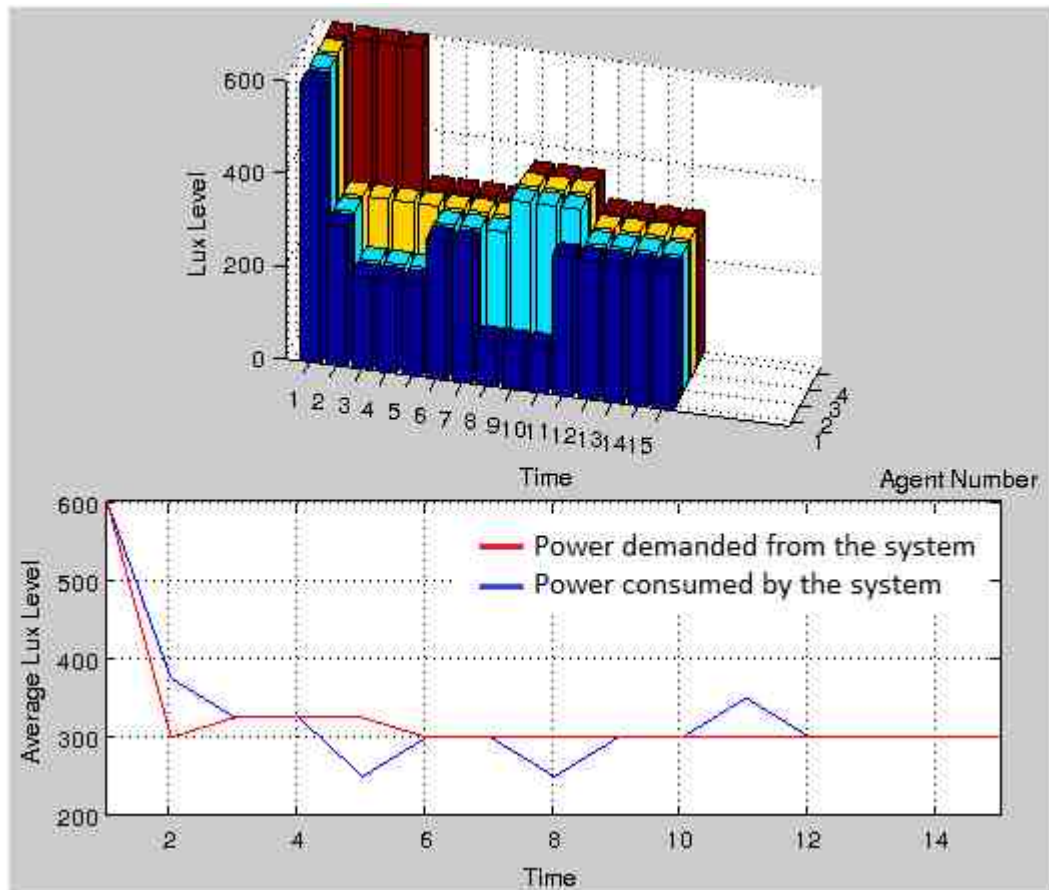 600
400
200
0
Lux Level
1 2 3 4 5 6 7 8 9 10 11 12 13 14 15
Time
4
3
2
1
Agent Number
600
500
400
300
200
Average Lux Level
Power demanded from the system
Power consumed by the system
2 4 6 8 10 12 14
Time